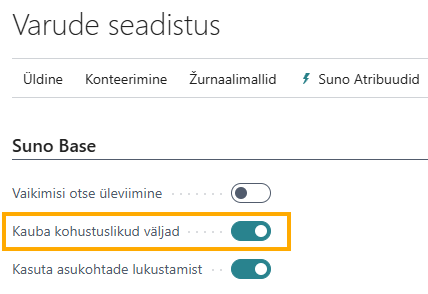 Varude seadistus
Üldine Konteerimine Žurnaalimallid Suno Atribuudid
Suno Base
Vaikimisi otse üleviimine
Kauba kohustuslikud väljad
Kasuta asukohtade lukustamist